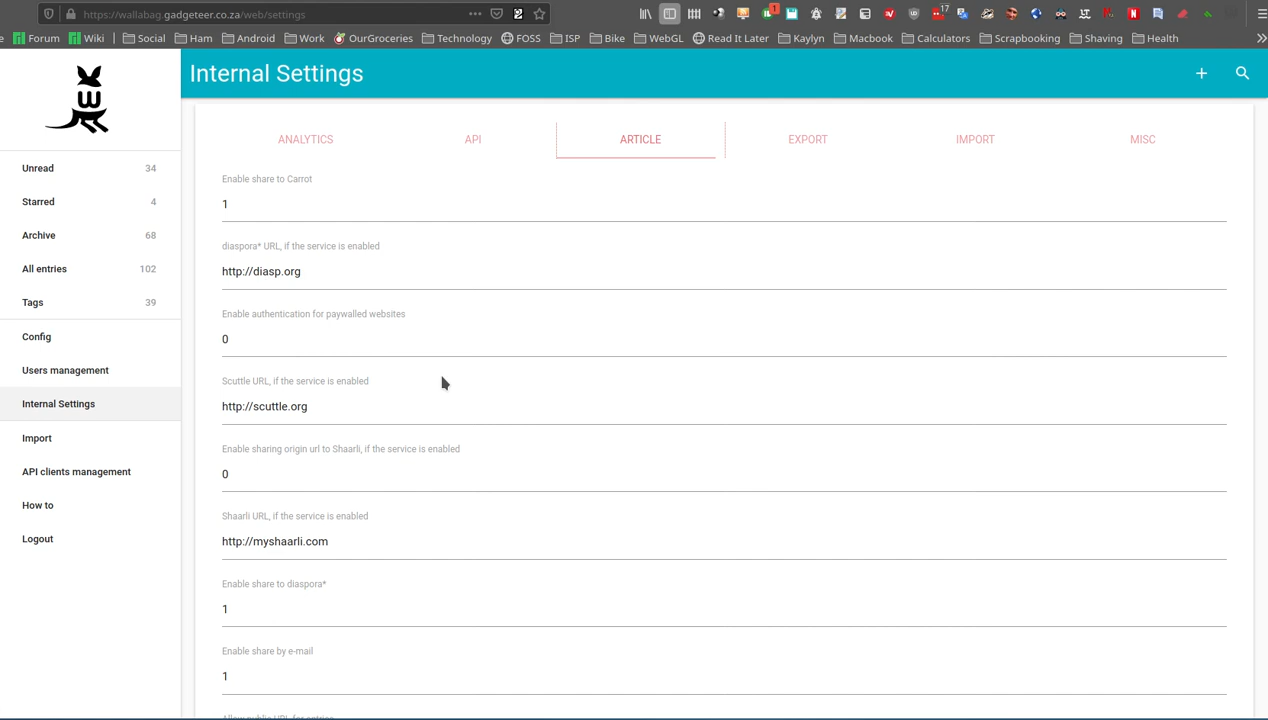 https://wallabag.gadgeteer.co.za/web/settings
1
17
e Forum Wiki Social Ham Android Work OurGroceries Technology FOSS ISP Bike WebGL Read It Later Kaylyn Macbook Calculators Scrapbooking Shaving Health
Internal Settings
W
Unread 34
Starred 4
Archive 68
All entries 102
Tags 39
Config
Users management
Internal Settings
Import
API clients management
How to
Logout
ANALYTICS API ARTICLE EXPORT IMPORT MISC
Enable share to Carrot
1
diaspora* URL, if the service is enabled
http://diasp.org
Enable authentication for paywalled websites
0
Scuttle URL, if the service is enabled
http://scuttle.org
Enable sharing origin url to Shaarli, if the service is enabled
0
Shaarli URL, if the service is enabled
http://myshaarli.com
Enable share to diaspora*
1
Enable share by e-mail
1